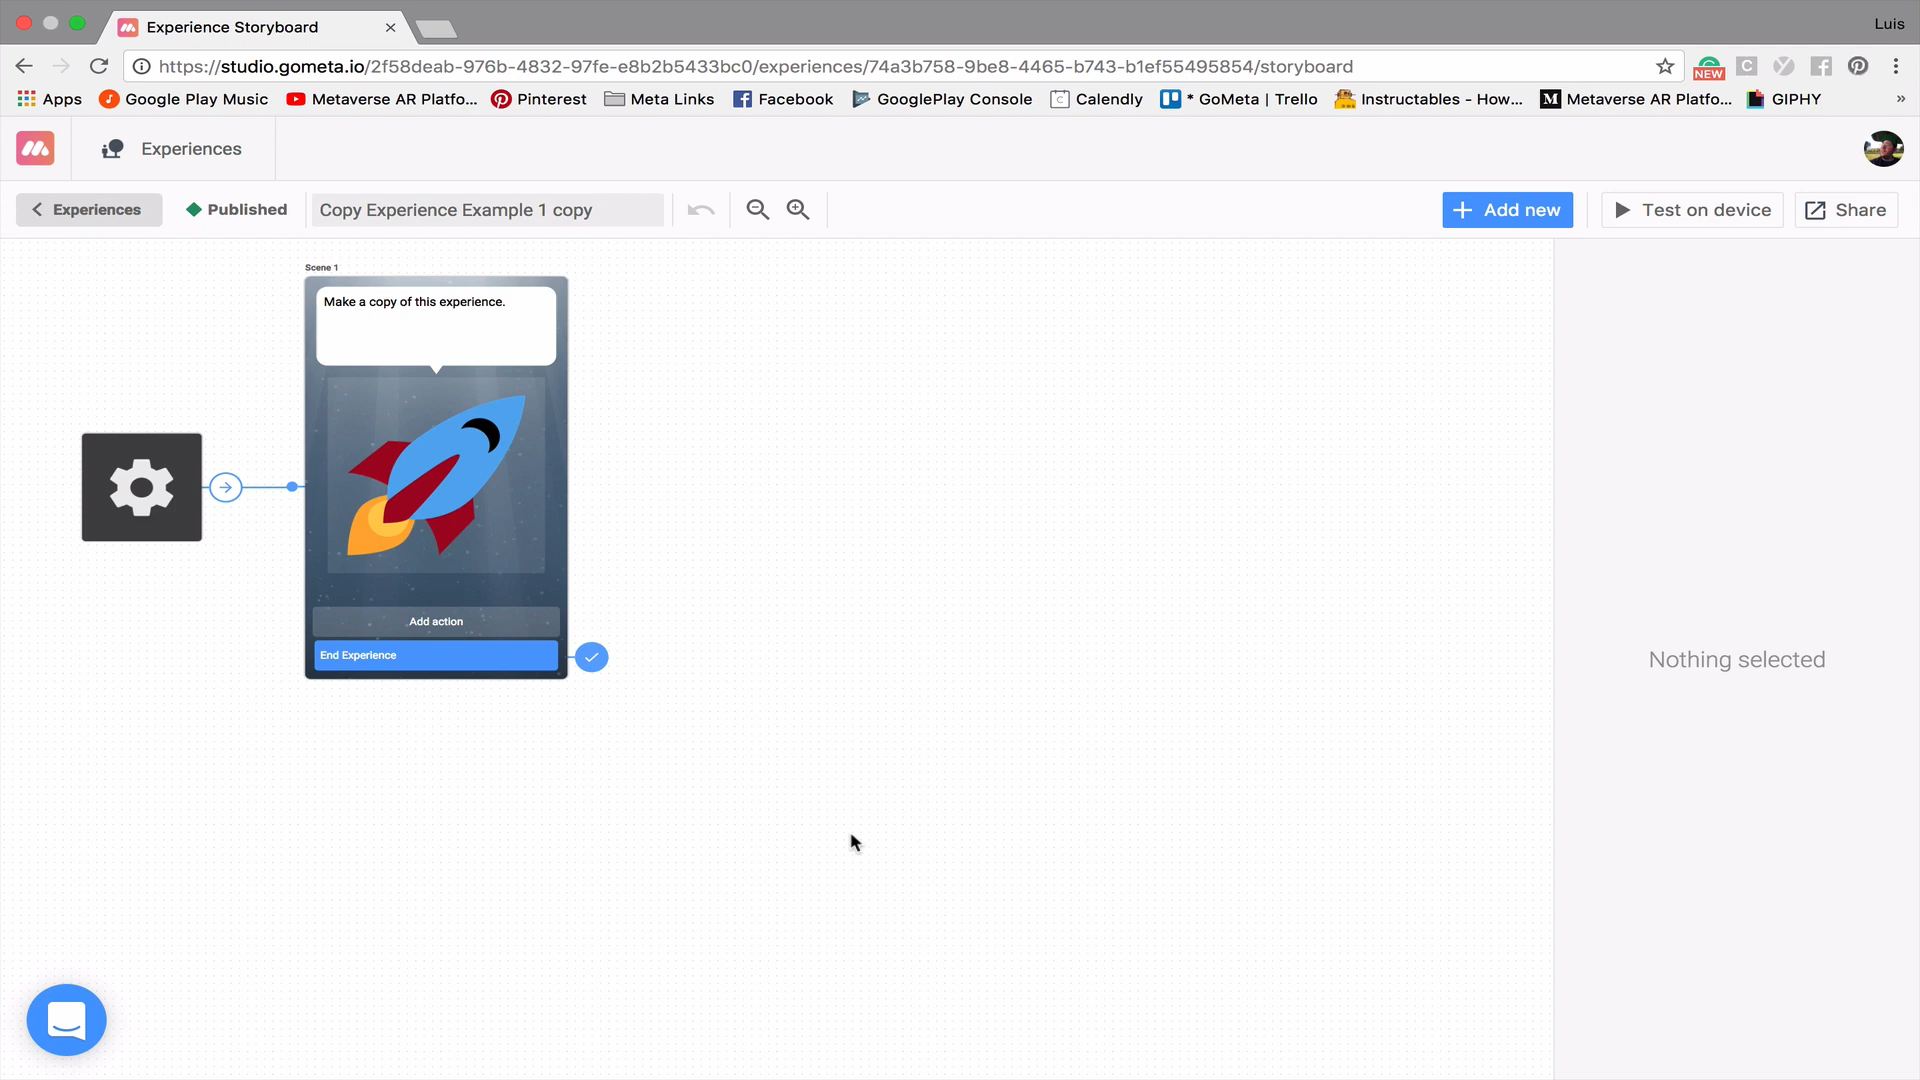 Experience Storyboard
Luis
https://studio.gometa.io/2f58deab-976b-4832-97fe-e8b2b5433bc0/experiences/74a3b758-9be8-4465-b743-b1ef55495854/storyboard
NEW
C
Apps
Google Play Music
Metaverse AR Platfo...
Pinterest
Meta Links
Facebook
GooglePlay Console
Calendly
* GoMeta | Trello
Instructables - How...
M
Metaverse AR Platfo...
GIPHY
»
Experiences
Experiences
Published
Copy Experience Example 1 copy
Add new
Test on device
Share
Scene 1
Make a copy of this experience.
Add action
End Experience
Nothing selected